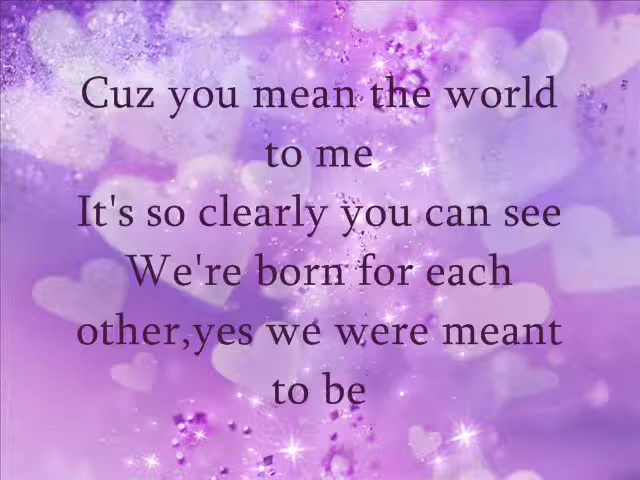 Cuz you mean the world
to me
It's so clearly you can see
We're born for each
other,yes we were meant
to be